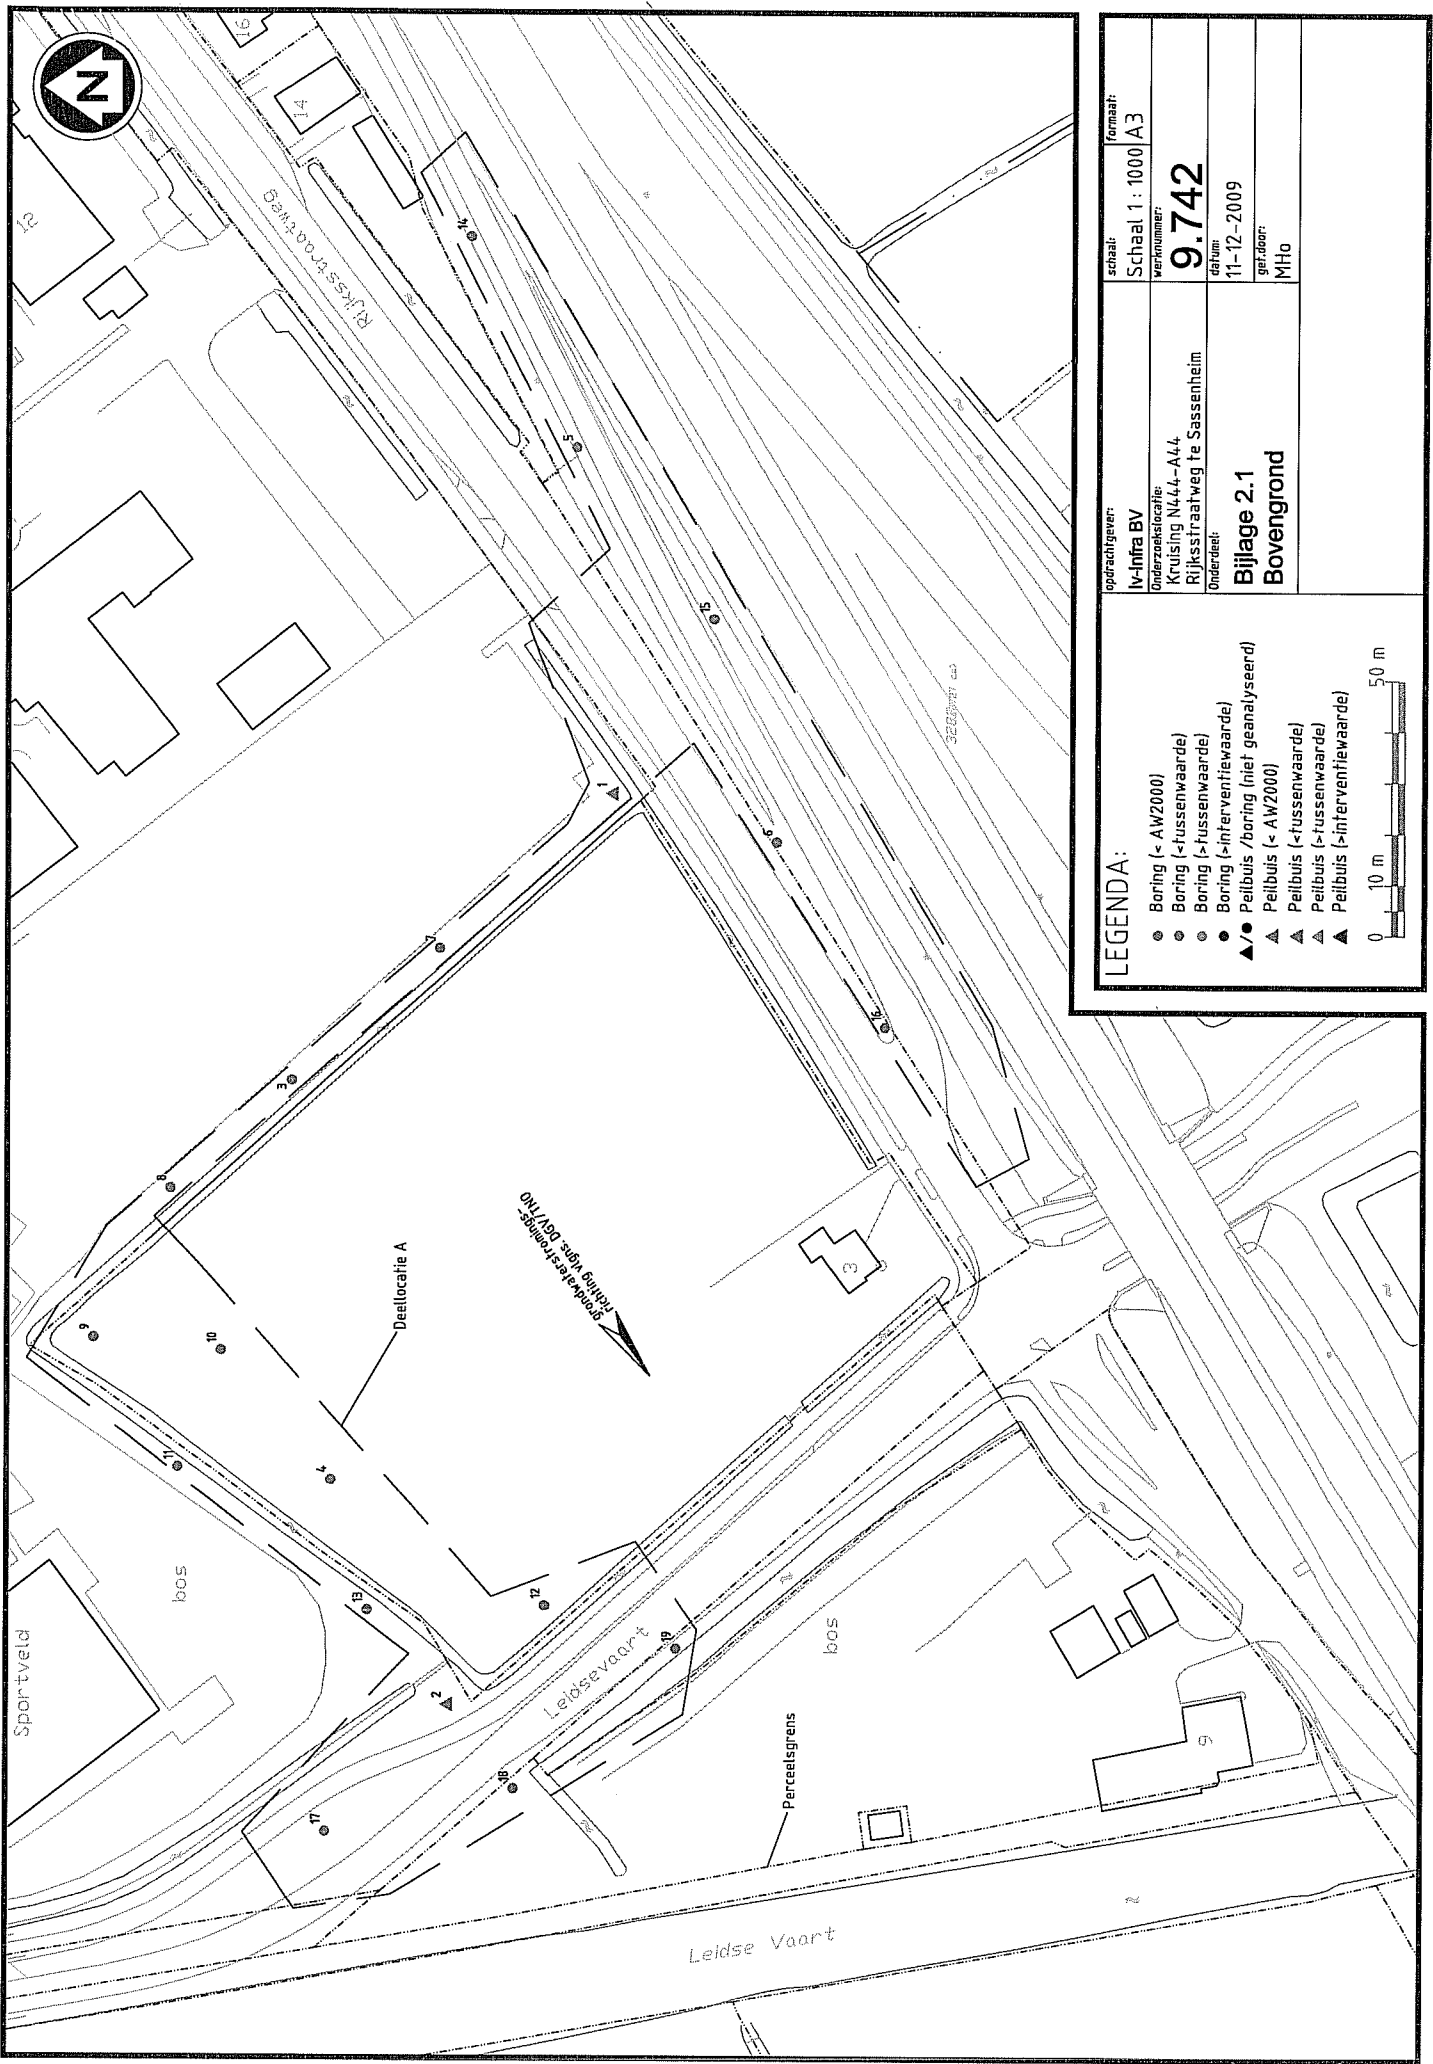 N
16
14
12
Rijksstraatweg
14
5
15
1
6
7
3
16
8
9
10
Deellocatie A
grondwaterstromings-
richting vlgns. DGV/TNO
3
11
4
12
13
bos
Sportveld
2
Leidsevaart
19
bos
18
17
Perceelsgrens
9
Leidse Vaart
LEGENDA:
Boring (< AW2000)
Boring (<tussenwaarde)
Boring (>tussenwaarde)
Boring (>interventiewaarde)
Peilbuis /boring (niet geanalyseerd)
Peilbuis (< AW2000)
Peilbuis (<tussenwaarde)
Peilbuis (>tussenwaarde)
Peilbuis (>interventiewaarde)
0 10 m 50 m
opdrachtgever:
Iv-Infra BV
Onderzoekslocatie:
Kruising N444-A44
Rijksstraatweg te Sassenheim
Onderdeel:
Bijlage 2.1
Bovengrond
schaal:
Schaal 1 : 1000
formaat:
A3
werknummer:
9.742
datum:
11-12-2009
get.door:
MHo